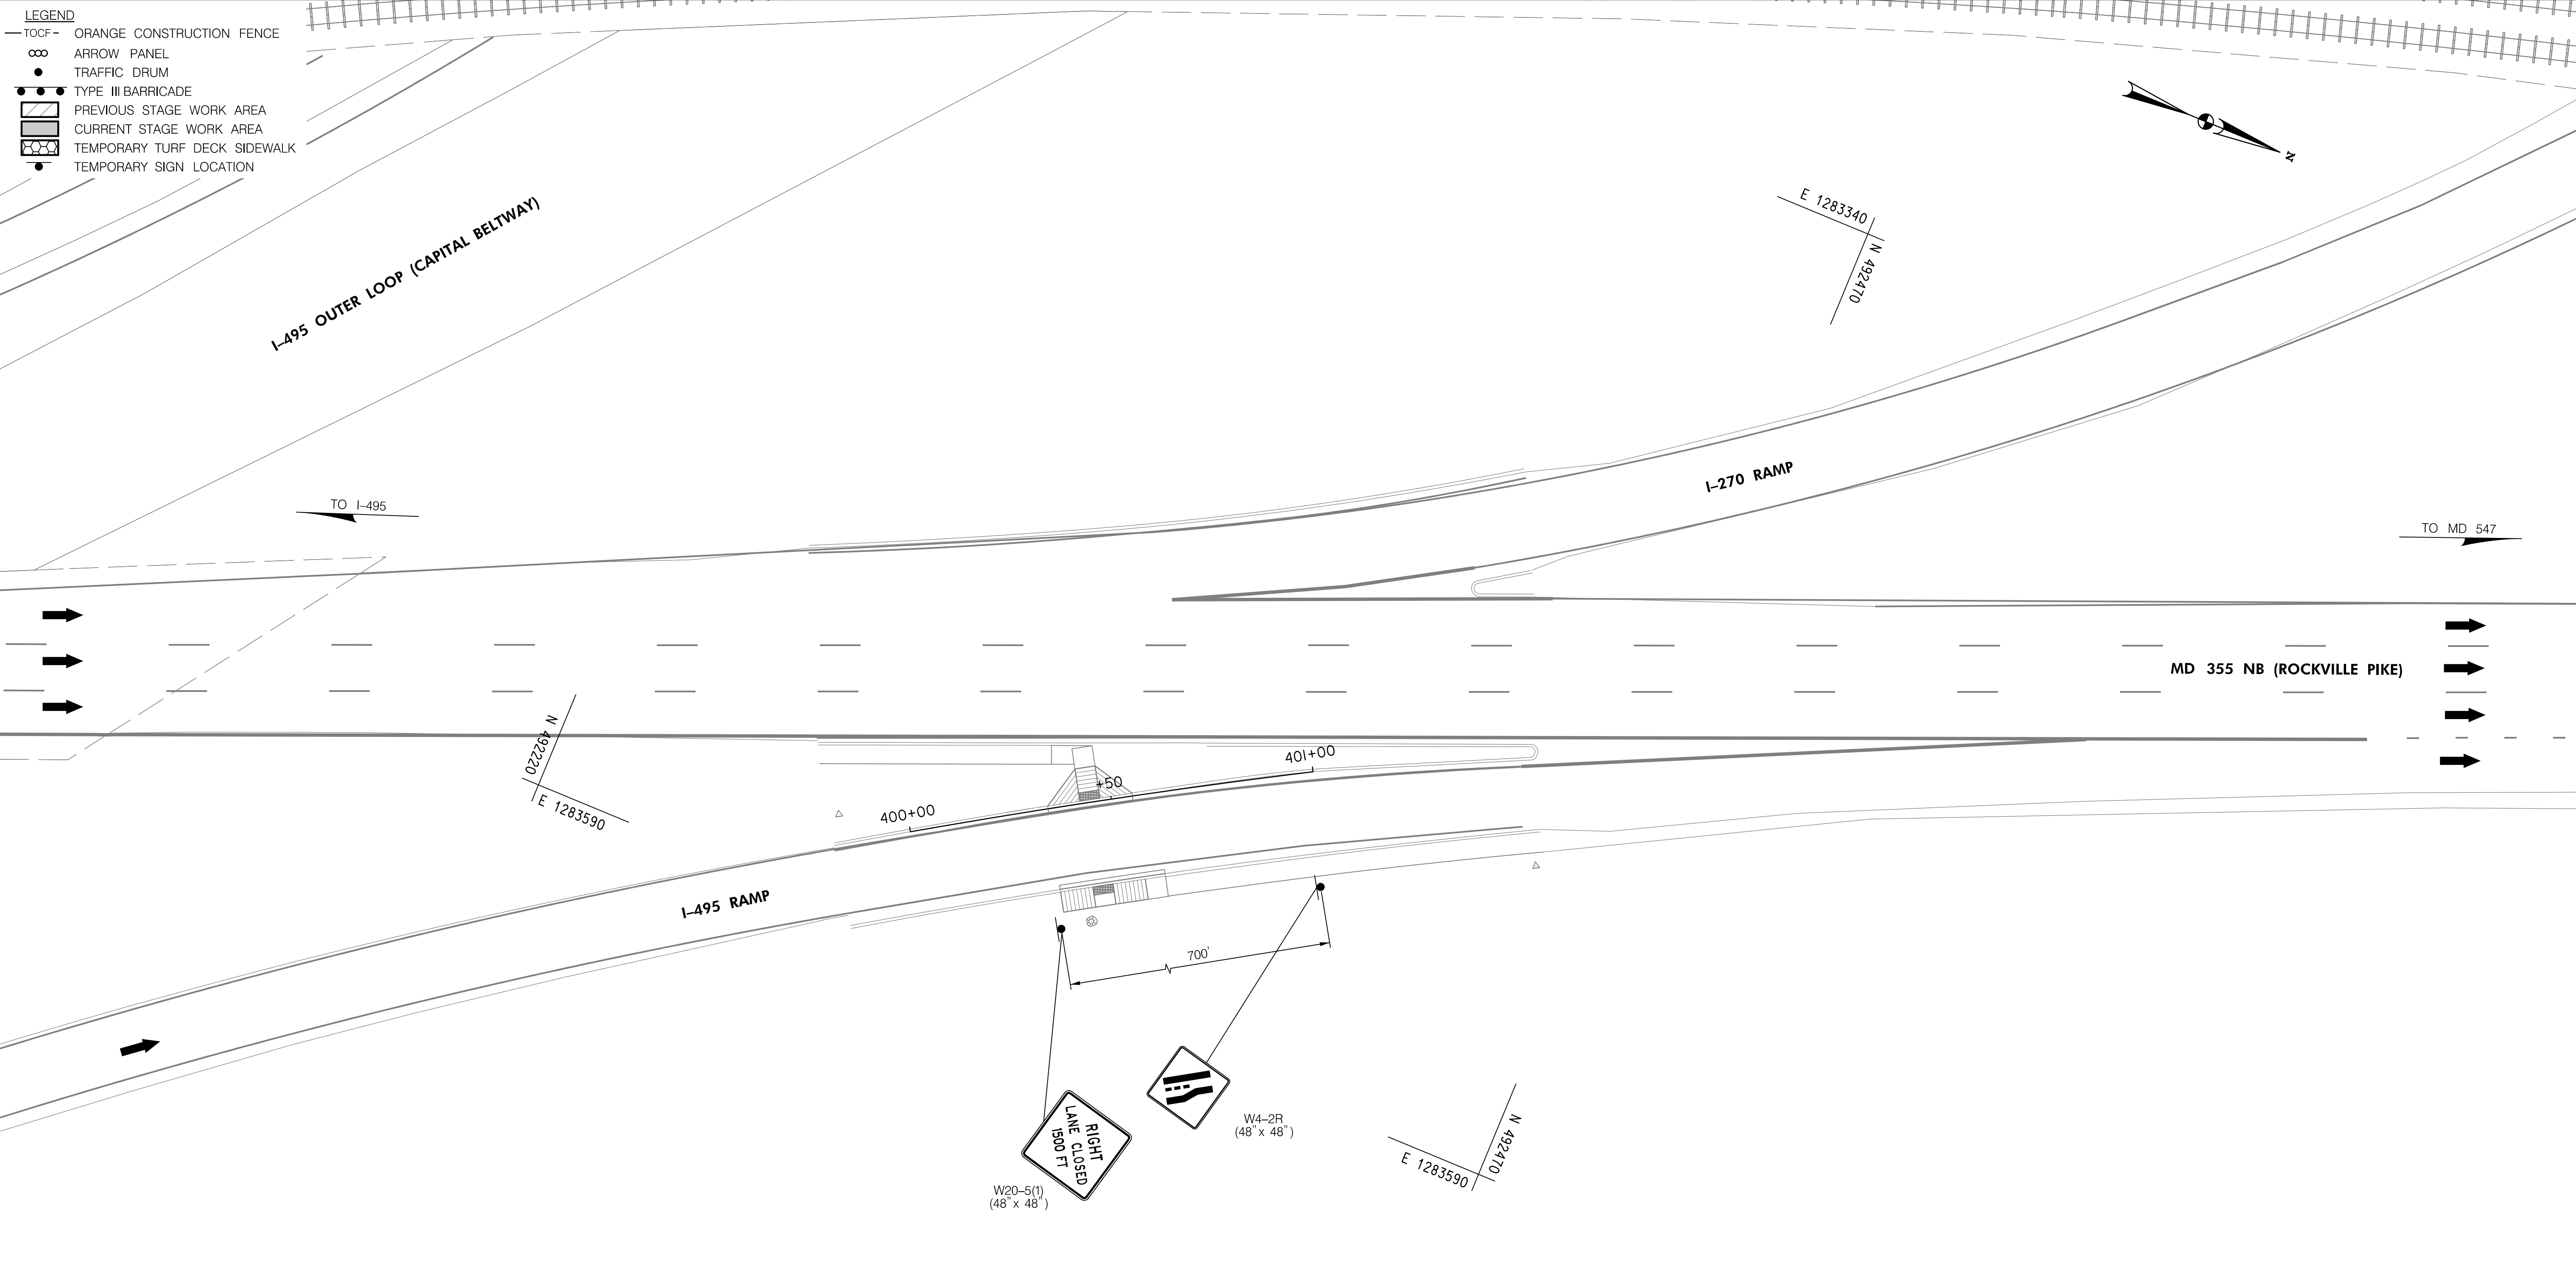 LEGEND
TOCF ORANGE CONSTRUCTION FENCE
ARROW PANEL
TRAFFIC DRUM
TYPE III BARRICADE
PREVIOUS STAGE WORK AREA
CURRENT STAGE WORK AREA
TEMPORARY TURF DECK SIDEWALK
TEMPORARY SIGN LOCATION
N
E 1283340
N 492470
I-495 OUTER LOOP (CAPITAL BELTWAY)
I-270 RAMP
TO I-495
TO MD 547
MD 355 NB (ROCKVILLE PIKE)
N 492220
E 1283590
400+00
+50
401+00
I-495 RAMP
700'
RIGHT
LANE CLOSED
1500 FT
W20-5(1)
(48" x 48")
W4-2R
(48" x 48")
N 492470
E 1283590